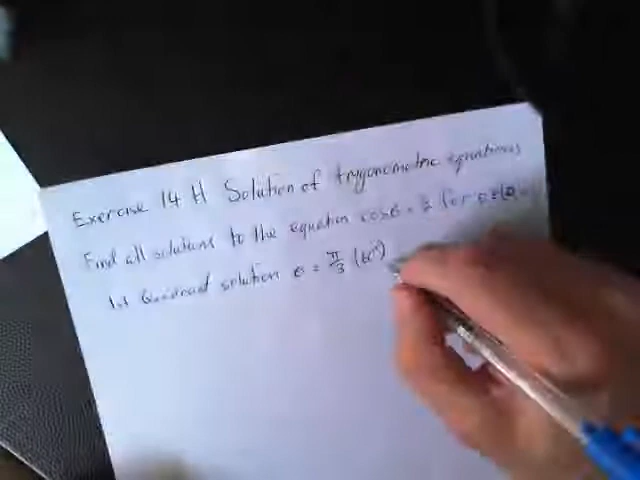 Exercise 14 H Solution of trigonometric equations
Find all solutions to the equation cosθ = ½ for
1st Quadrant solution θ = π/3 (60°)